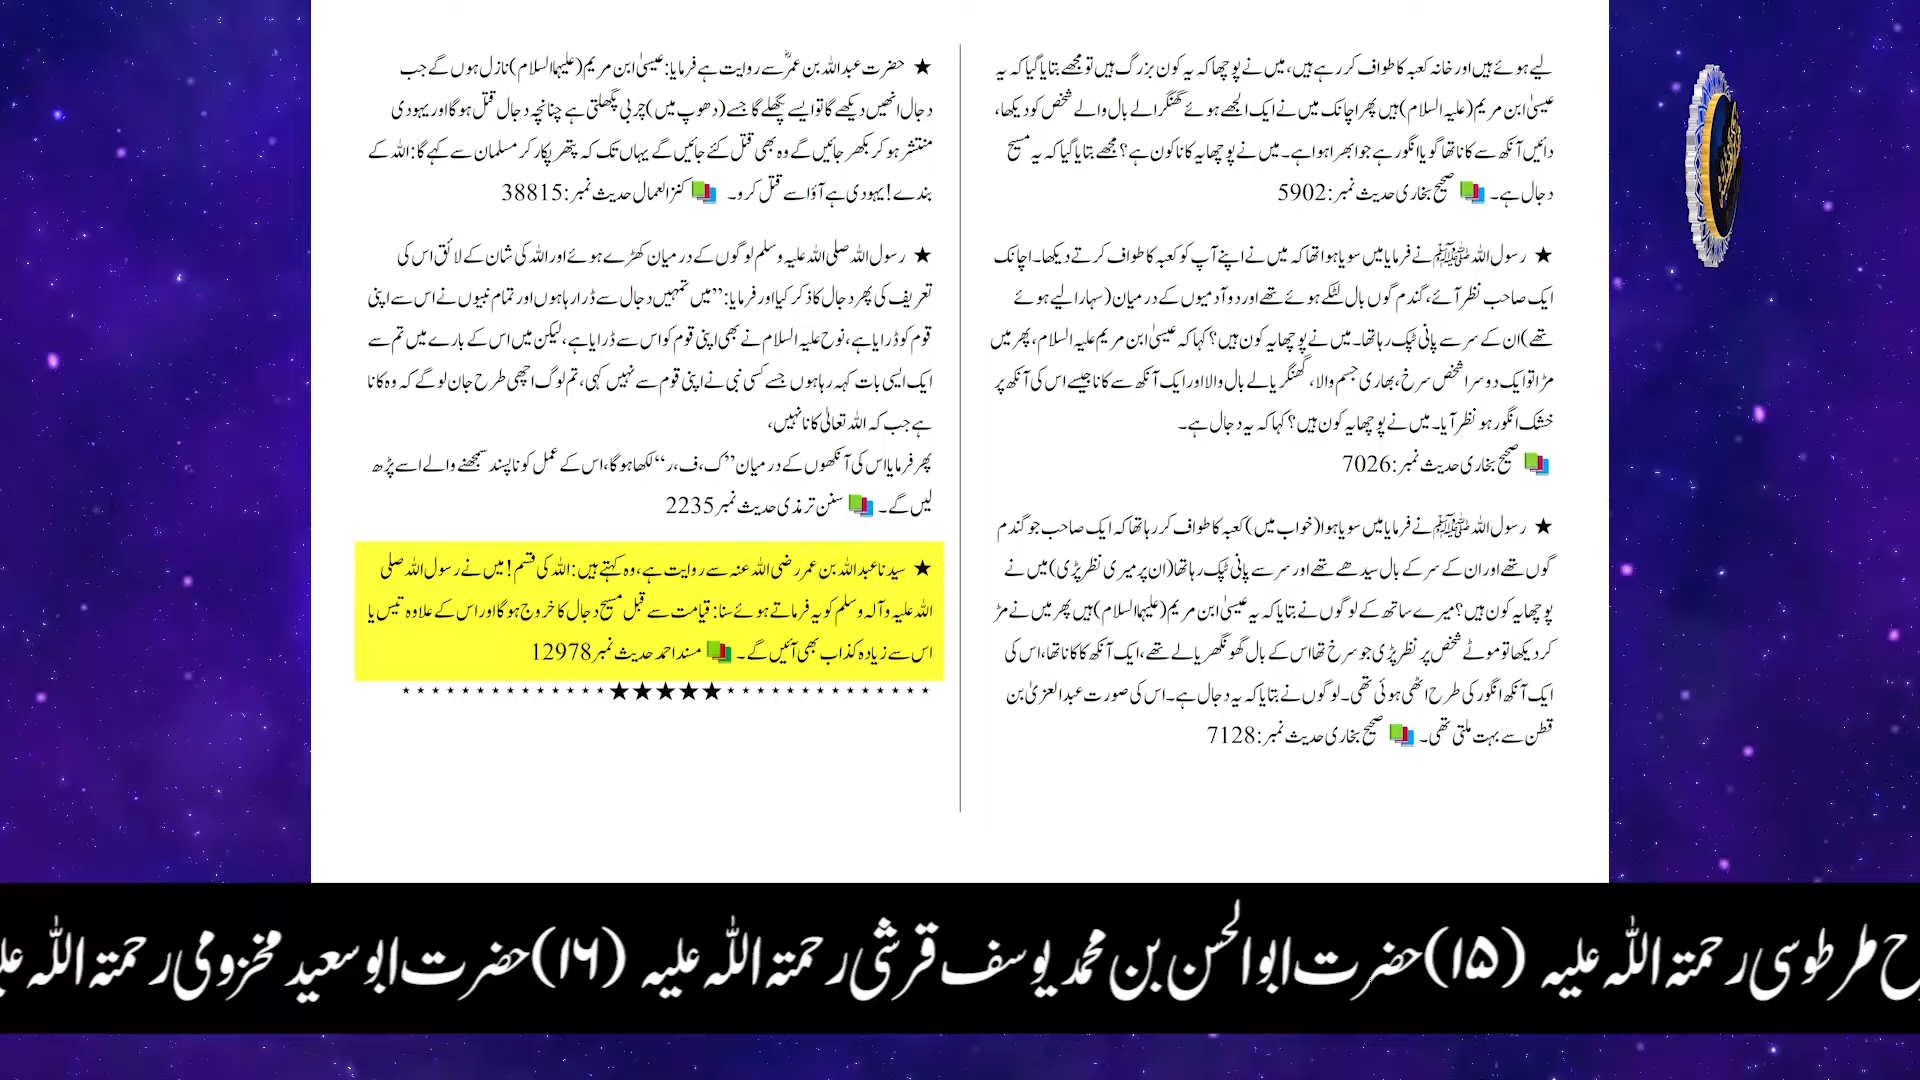 لیے ہوئے ہیں اور خانہ کعبہ کا طواف کر رہے ہیں، میں نے پوچھا کہ یہ کون بزرگ ہیں تو مجھے بتایا گیا کہ یہ
عیسیٰ ابن مریم (علیہ السلام) ہیں پھر اچانک میں نے ایک الجھے ہوئے گھنگرالے بال والے شخص کو دیکھا،
دائیں آنکھ سے کانا تھا گویا انگور ہے جو ابھرا ہوا ہے۔ میں نے پوچھا یہ کانا کون ہے؟ مجھے بتایا گیا کہ یہ مسیح
دجال ہے۔ صحیح بخاری حدیث نمبر: 5902
★ رسول اللہ ﷺ نے فرمایا میں سویا ہوا تھا کہ میں نے اپنے آپ کو کعبہ کا طواف کرتے دیکھا۔ اچانک
ایک صاحب نظر آئے، گندم گوں بال لٹکے ہوئے تھے اور دو آدمیوں کے درمیان (سہارا لیے ہوئے
تھے) ان کے سر سے پانی ٹپک رہا تھا۔ میں نے پوچھا یہ کون ہیں؟ کہا کہ عیسیٰ ابن مریم علیہ السلام، پھر میں
مڑا تو ایک دوسرا شخص سرخ، بھاری جسم والا، گھنگریالے بال والا اور ایک آنکھ سے کانا جیسے اس کی آنکھ پر
خشک انگور ہو نظر آیا۔ میں نے پوچھا یہ کون ہیں؟ کہا کہ یہ دجال ہے۔
صحیح بخاری حدیث نمبر: 7026
★ رسول اللہ ﷺ نے فرمایا میں سویا ہوا (خواب میں) کعبہ کا طواف کر رہا تھا کہ ایک صاحب جو گندم
گوں تھے اور ان کے سر کے بال سیدھے تھے اور سر سے پانی ٹپک رہا تھا (ان پر میری نظر پڑی) میں نے
پوچھا یہ کون ہیں؟ میرے ساتھ کے لوگوں نے بتایا کہ یہ عیسیٰ ابن مریم (علیہما السلام) ہیں پھر میں نے مڑ
کر دیکھا تو موٹے شخص پر نظر پڑی جو سرخ تھا اس کے بال گھونگھریالے تھے، ایک آنکھ کا کانا تھا، اس کی
ایک آنکھ انگور کی طرح اٹھی ہوئی تھی۔ لوگوں نے بتایا کہ یہ دجال ہے۔ اس کی صورت عبدالعزیٰ بن
قطن سے بہت ملتی تھی۔ صحیح بخاری حدیث نمبر: 7128
★ حضرت عبداللہ بن عمرؓ سے روایت ہے فرمایا: عیسیٰ ابن مریم (علیہما السلام) نازل ہوں گے جب
دجال انھیں دیکھے گا تو ایسے پگھلے گا جسے (دھوپ میں) چربی پگھلتی ہے چنانچہ دجال قتل ہوگا اور یہودی
منتشر ہو کر بکھر جائیں گے وہ بھی قتل کئے جائیں گے یہاں تک کہ پتھر پکار کر مسلمان سے کہے گا: اللہ کے
بندے! یہودی ہے آؤ اسے قتل کرو۔ کنزالعمال حدیث نمبر: 38815
★ رسول اللہ صلی اللہ علیہ وسلم لوگوں کے درمیان کھڑے ہوئے اور اللہ کی شان کے لائق اس کی
تعریف کی پھر دجال کا ذکر کیا اور فرمایا: ”میں تمہیں دجال سے ڈرا رہا ہوں اور تمام نبیوں نے اس سے اپنی
قوم کو ڈرایا ہے، نوح علیہ السلام نے بھی اپنی قوم کو اس سے ڈرایا ہے، لیکن میں اس کے بارے میں تم سے
ایک ایسی بات کہہ رہا ہوں جسے کسی نبی نے اپنی قوم سے نہیں کہی، تم لوگ اچھی طرح جان لو گے کہ وہ کانا
ہے جب کہ اللہ تعالیٰ کانا نہیں،
پھر فرمایا اس کی آنکھوں کے درمیان ”ک، ف، ر“ لکھا ہوگا، اس کے عمل کو ناپسند سمجھنے والے اسے پڑھ
لیں گے۔ سنن ترمذی حدیث نمبر 2235
★ سیدنا عبداللہ بن عمر رضی اللہ عنہ سے روایت ہے، وہ کہتے ہیں: اللہ کی قسم! میں نے رسول اللہ صلی
اللہ علیہ وآلہ وسلم کو یہ فرماتے ہوئے سنا: قیامت سے قبل مسیح دجال کا خروج ہوگا اور اس کے علاوہ تیس یا
اس سے زیادہ کذاب بھی آئیں گے۔ مسند احمد حدیث نمبر 12978
ح طرطوسی رحمتہ اللہ علیہ (۱۵) حضرت ابوالحسن بن محمد یوسف قرشی رحمتہ اللہ علیہ (۱۶) حضرت ابو سعید مخزومی رحمتہ اللہ علی